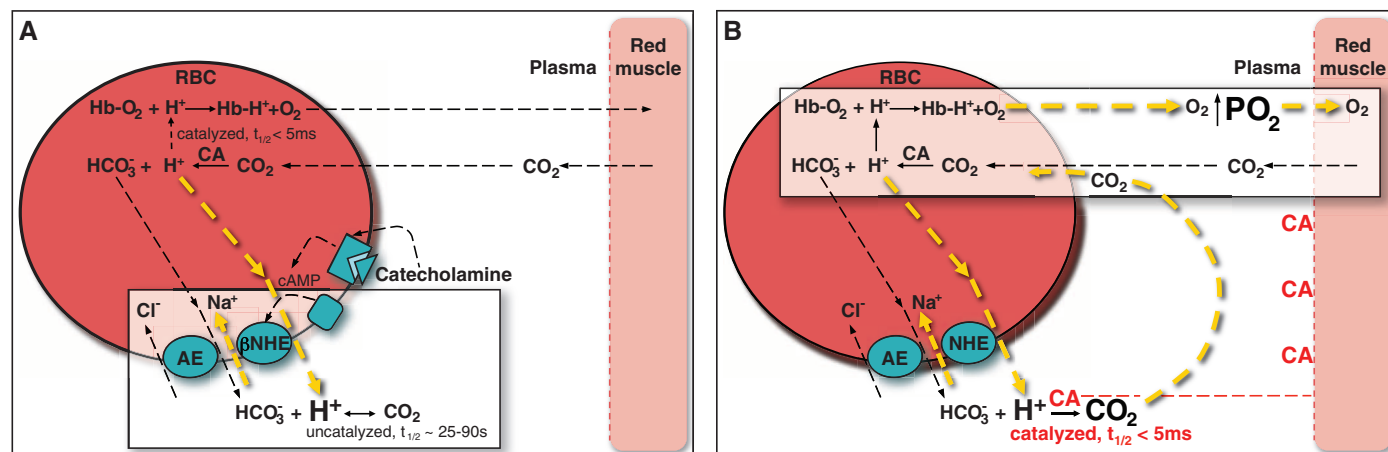 A
RBC
Plasma
Red
muscle
Hb-O₂ + H⁺ → Hb-H⁺+O₂
catalyzed, t₁/₂ < 5ms
HCO₃⁻ + H⁺ ← CA CO₂
CO₂
cAMP
Catecholamine
Cl⁻
Na⁺
AE
βNHE
HCO₃⁻ + H⁺ ↔ CO₂
uncatalyzed, t₁/₂ ~ 25-90s
B
RBC
Plasma
Red
muscle
Hb-O₂ + H⁺ → Hb-H⁺+O₂
O₂ ↑ PO₂
O₂
HCO₃⁻ + H⁺ ← CA CO₂
CO₂
CO₂
CA
CA
CA
Cl⁻
Na⁺
AE
NHE
CA
HCO₃⁻ + H⁺ → CO₂
catalyzed, t₁/₂ < 5ms